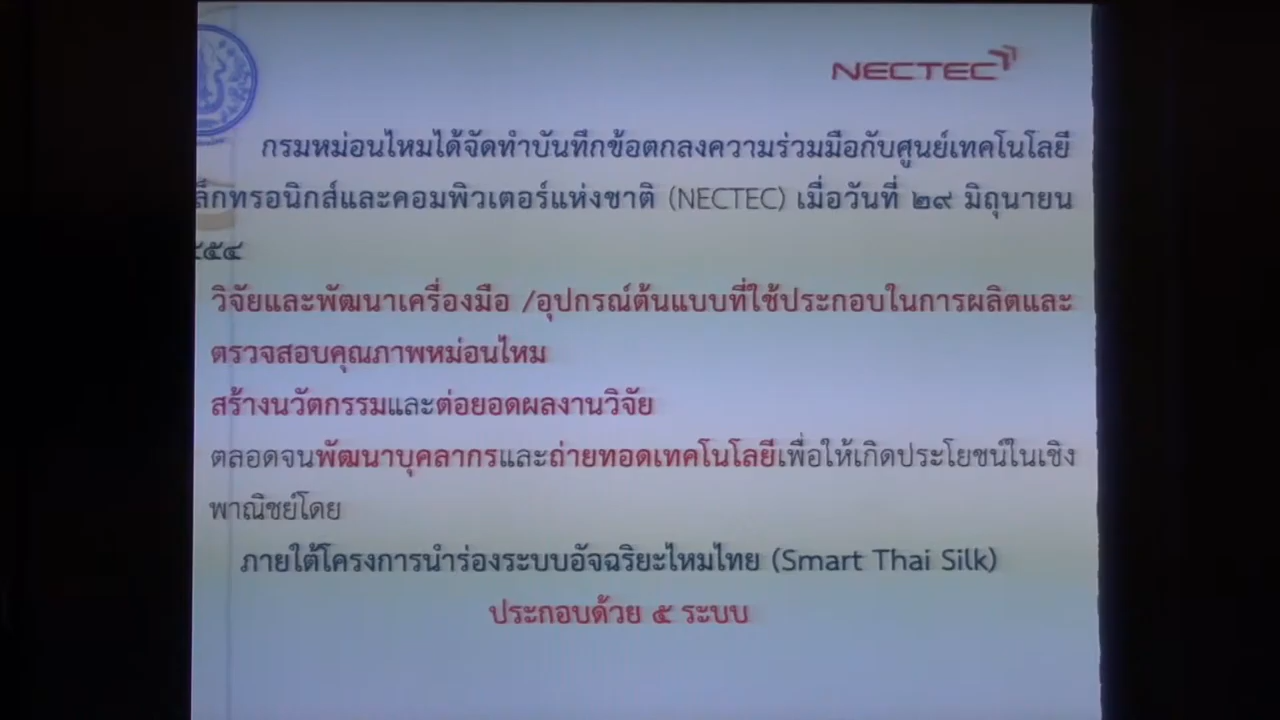 NECTEC
กรมหม่อนไหมได้จัดทำบันทึกข้อตกลงความร่วมมือกับศูนย์เทคโนโลยี
ล็กทรอนิกส์และคอมพิวเตอร์แห่งชาติ (NECTEC) เมื่อวันที่ ๒๙ มิถุนายน
๕๕๔
วิจัยและพัฒนาเครื่องมือ /อุปกรณ์ต้นแบบที่ใช้ประกอบในการผลิตและ
ตรวจสอบคุณภาพหม่อนไหม
สร้างนวัตกรรมและต่อยอดผลงานวิจัย
ตลอดจนพัฒนาบุคลากรและถ่ายทอดเทคโนโลยีเพื่อให้เกิดประโยชน์ในเชิง
พาณิชย์โดย
ภายใต้โครงการนำร่องระบบอัจฉริยะไหมไทย (Smart Thai Silk)
ประกอบด้วย ๕ ระบบ